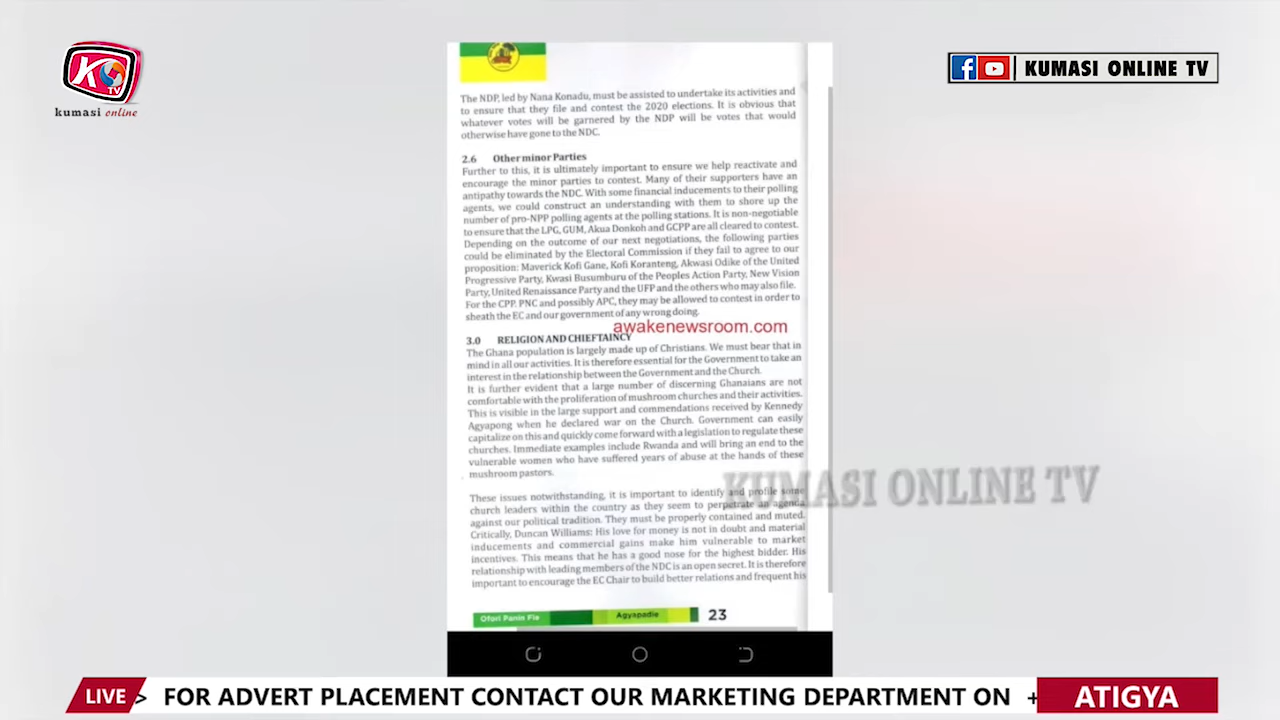 K
TV
kumasi online
f
KUMASI ONLINE TV
The NDP, led by Nana Konadu, must be assisted to undertake its activities and
to ensure that they file and contest the 2020 elections. It is obvious that
whatever votes will be garnered by the NDP will be votes that would
otherwise have gone to the NDC.
2.6 Other minor Parties
Further to this, it is ultimately important to ensure we help reactivate and
encourage the minor parties to contest. Many of their supporters have an
antipathy towards the NDC. With some financial inducements to their polling
agents, we could construct an understanding with them to shore up the
number of pro-NPP polling agents at the polling stations. It is non-negotiable
to ensure that the LPG, GUM, Akua Donkoh and GCPP are all cleared to contest.
Depending on the outcome of our next negotiations, the following parties
could be eliminated by the Electoral Commission if they fail to agree to our
proposition: Maverick Kofi Gane, Kofi Koranteng, Akwasi Odike of the United
Progressive Party, Kwasi Busumburu of the Peoples Action Party, New Vision
Party, United Renaissance Party and the UFP and the others who may also file.
For the CPP. PNC and possibly APC, they may be allowed to contest in order to
sheath the EC and our government of any wrong doing.
awakenewsroom.com
3.0 RELIGION AND CHIEFTAINCY
The Ghana population is largely made up of Christians. We must bear that in
mind in all our activities. It is therefore essential for the Government to take an
interest in the relationship between the Government and the Church.
It is further evident that a large number of discerning Ghanaians are not
comfortable with the proliferation of mushroom churches and their activities.
This is visible in the large support and commendations received by Kennedy
Agyapong when he declared war on the Church. Government can easily
capitalize on this and quickly come forward with a legislation to regulate these
churches. Immediate examples include Rwanda and will bring an end to the
vulnerable women who have suffered years of abuse at the hands of these
mushroom pastors.
KUMASI ONLINE TV
These issues notwithstanding, it is important to identify and profile some
church leaders within the country as they seem to perpetrate an agenda
against our political tradition. They must be properly contained and muted.
Critically, Duncan Williams: His love for money is not in doubt and material
inducements and commercial gains make him vulnerable to market
incentives. This means that he has a good nose for the highest bidder. His
relationship with leading members of the NDC is an open secret. It is therefore
important to encourage the EC Chair to build better relations and frequent his
Ofori Panin Fie Agyapadie 23
LIVE > FOR ADVERT PLACEMENT CONTACT OUR MARKETING DEPARTMENT ON + ATIGYA